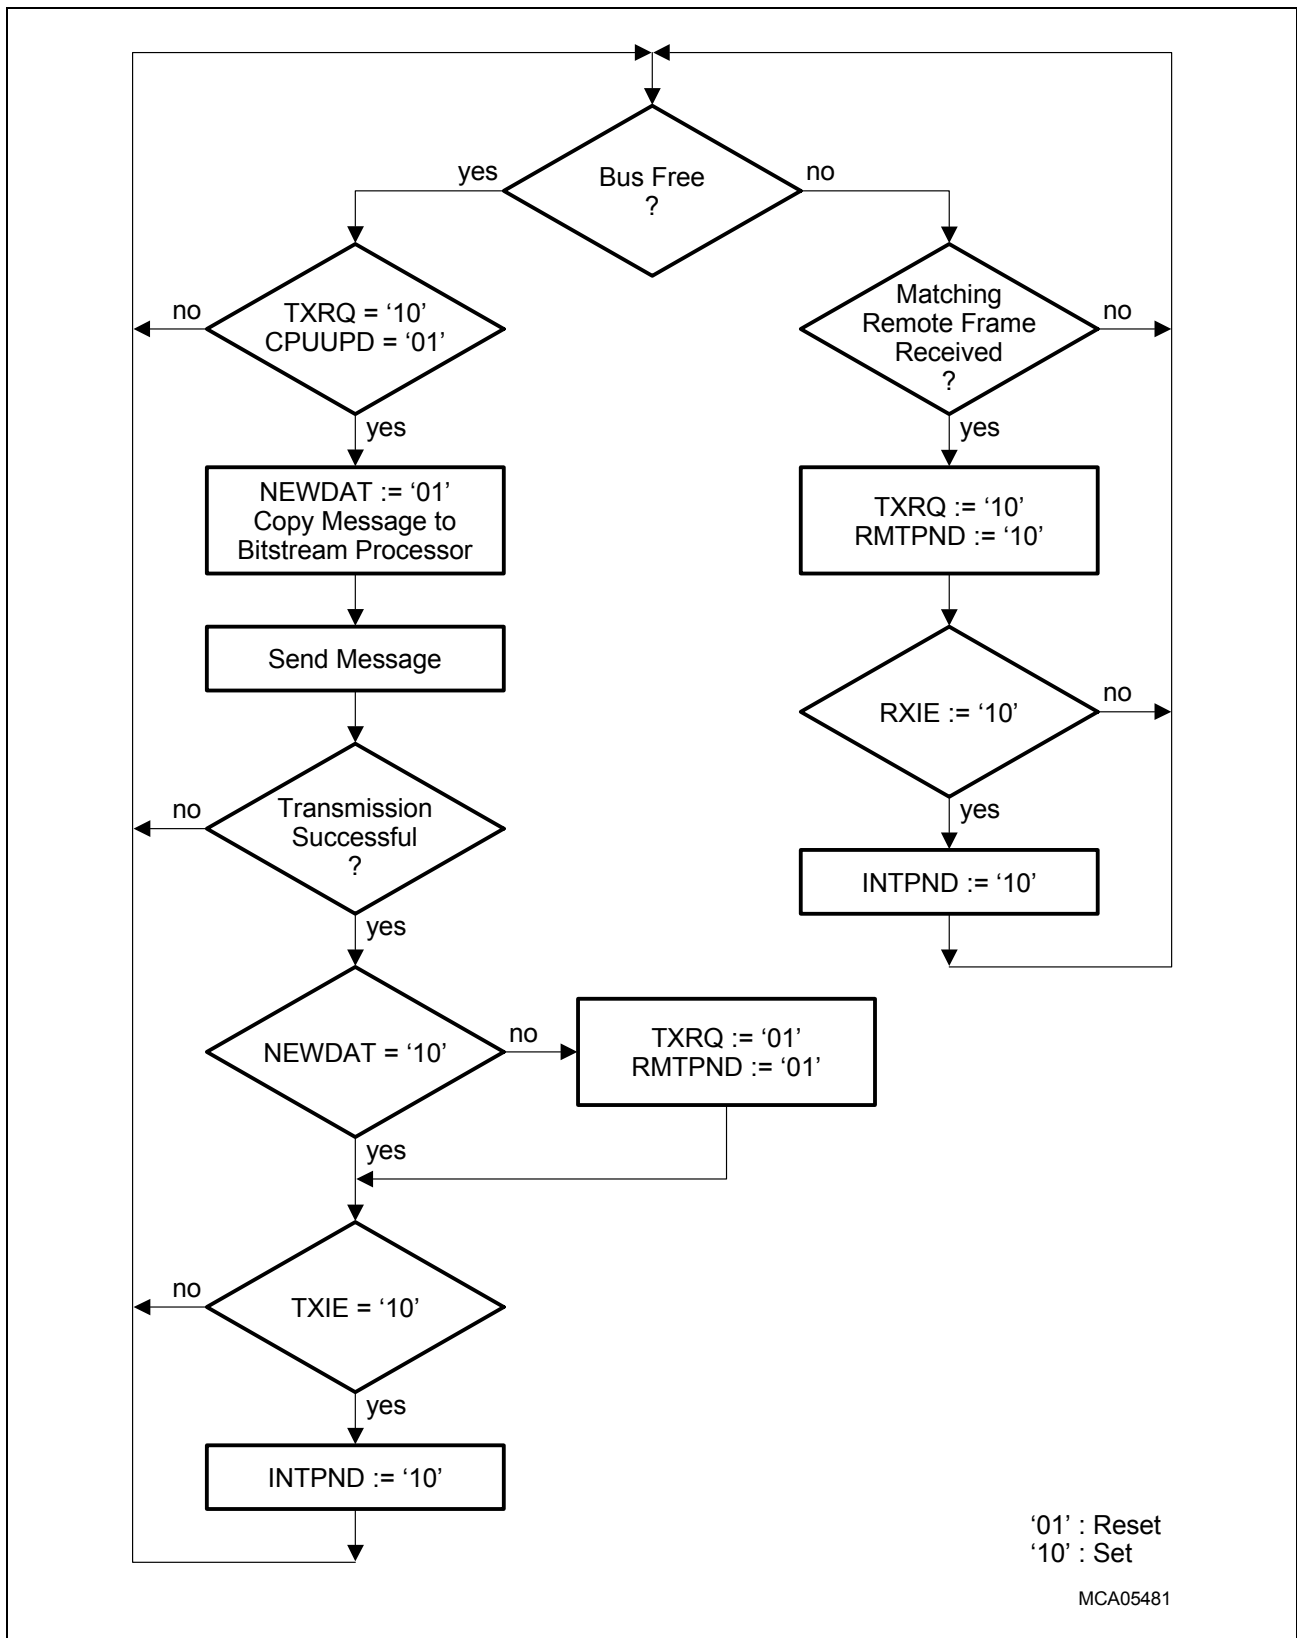 Bus Free
?
yes
no
TXRQ = ‘10’
CPUUPD = ‘01’
no
yes
NEWDAT := ‘01’
Copy Message to
Bitstream Processor
Send Message
Transmission
Successful
?
no
yes
NEWDAT = ‘10’
no
TXRQ := ‘01’
RMTPND := ‘01’
yes
TXIE = ‘10’
no
yes
INTPND := ‘10’
Matching
Remote Frame
Received
?
no
yes
TXRQ := ‘10’
RMTPND := ‘10’
RXIE := ‘10’
no
yes
INTPND := ‘10’
‘01’ : Reset
‘10’ : Set
MCA05481